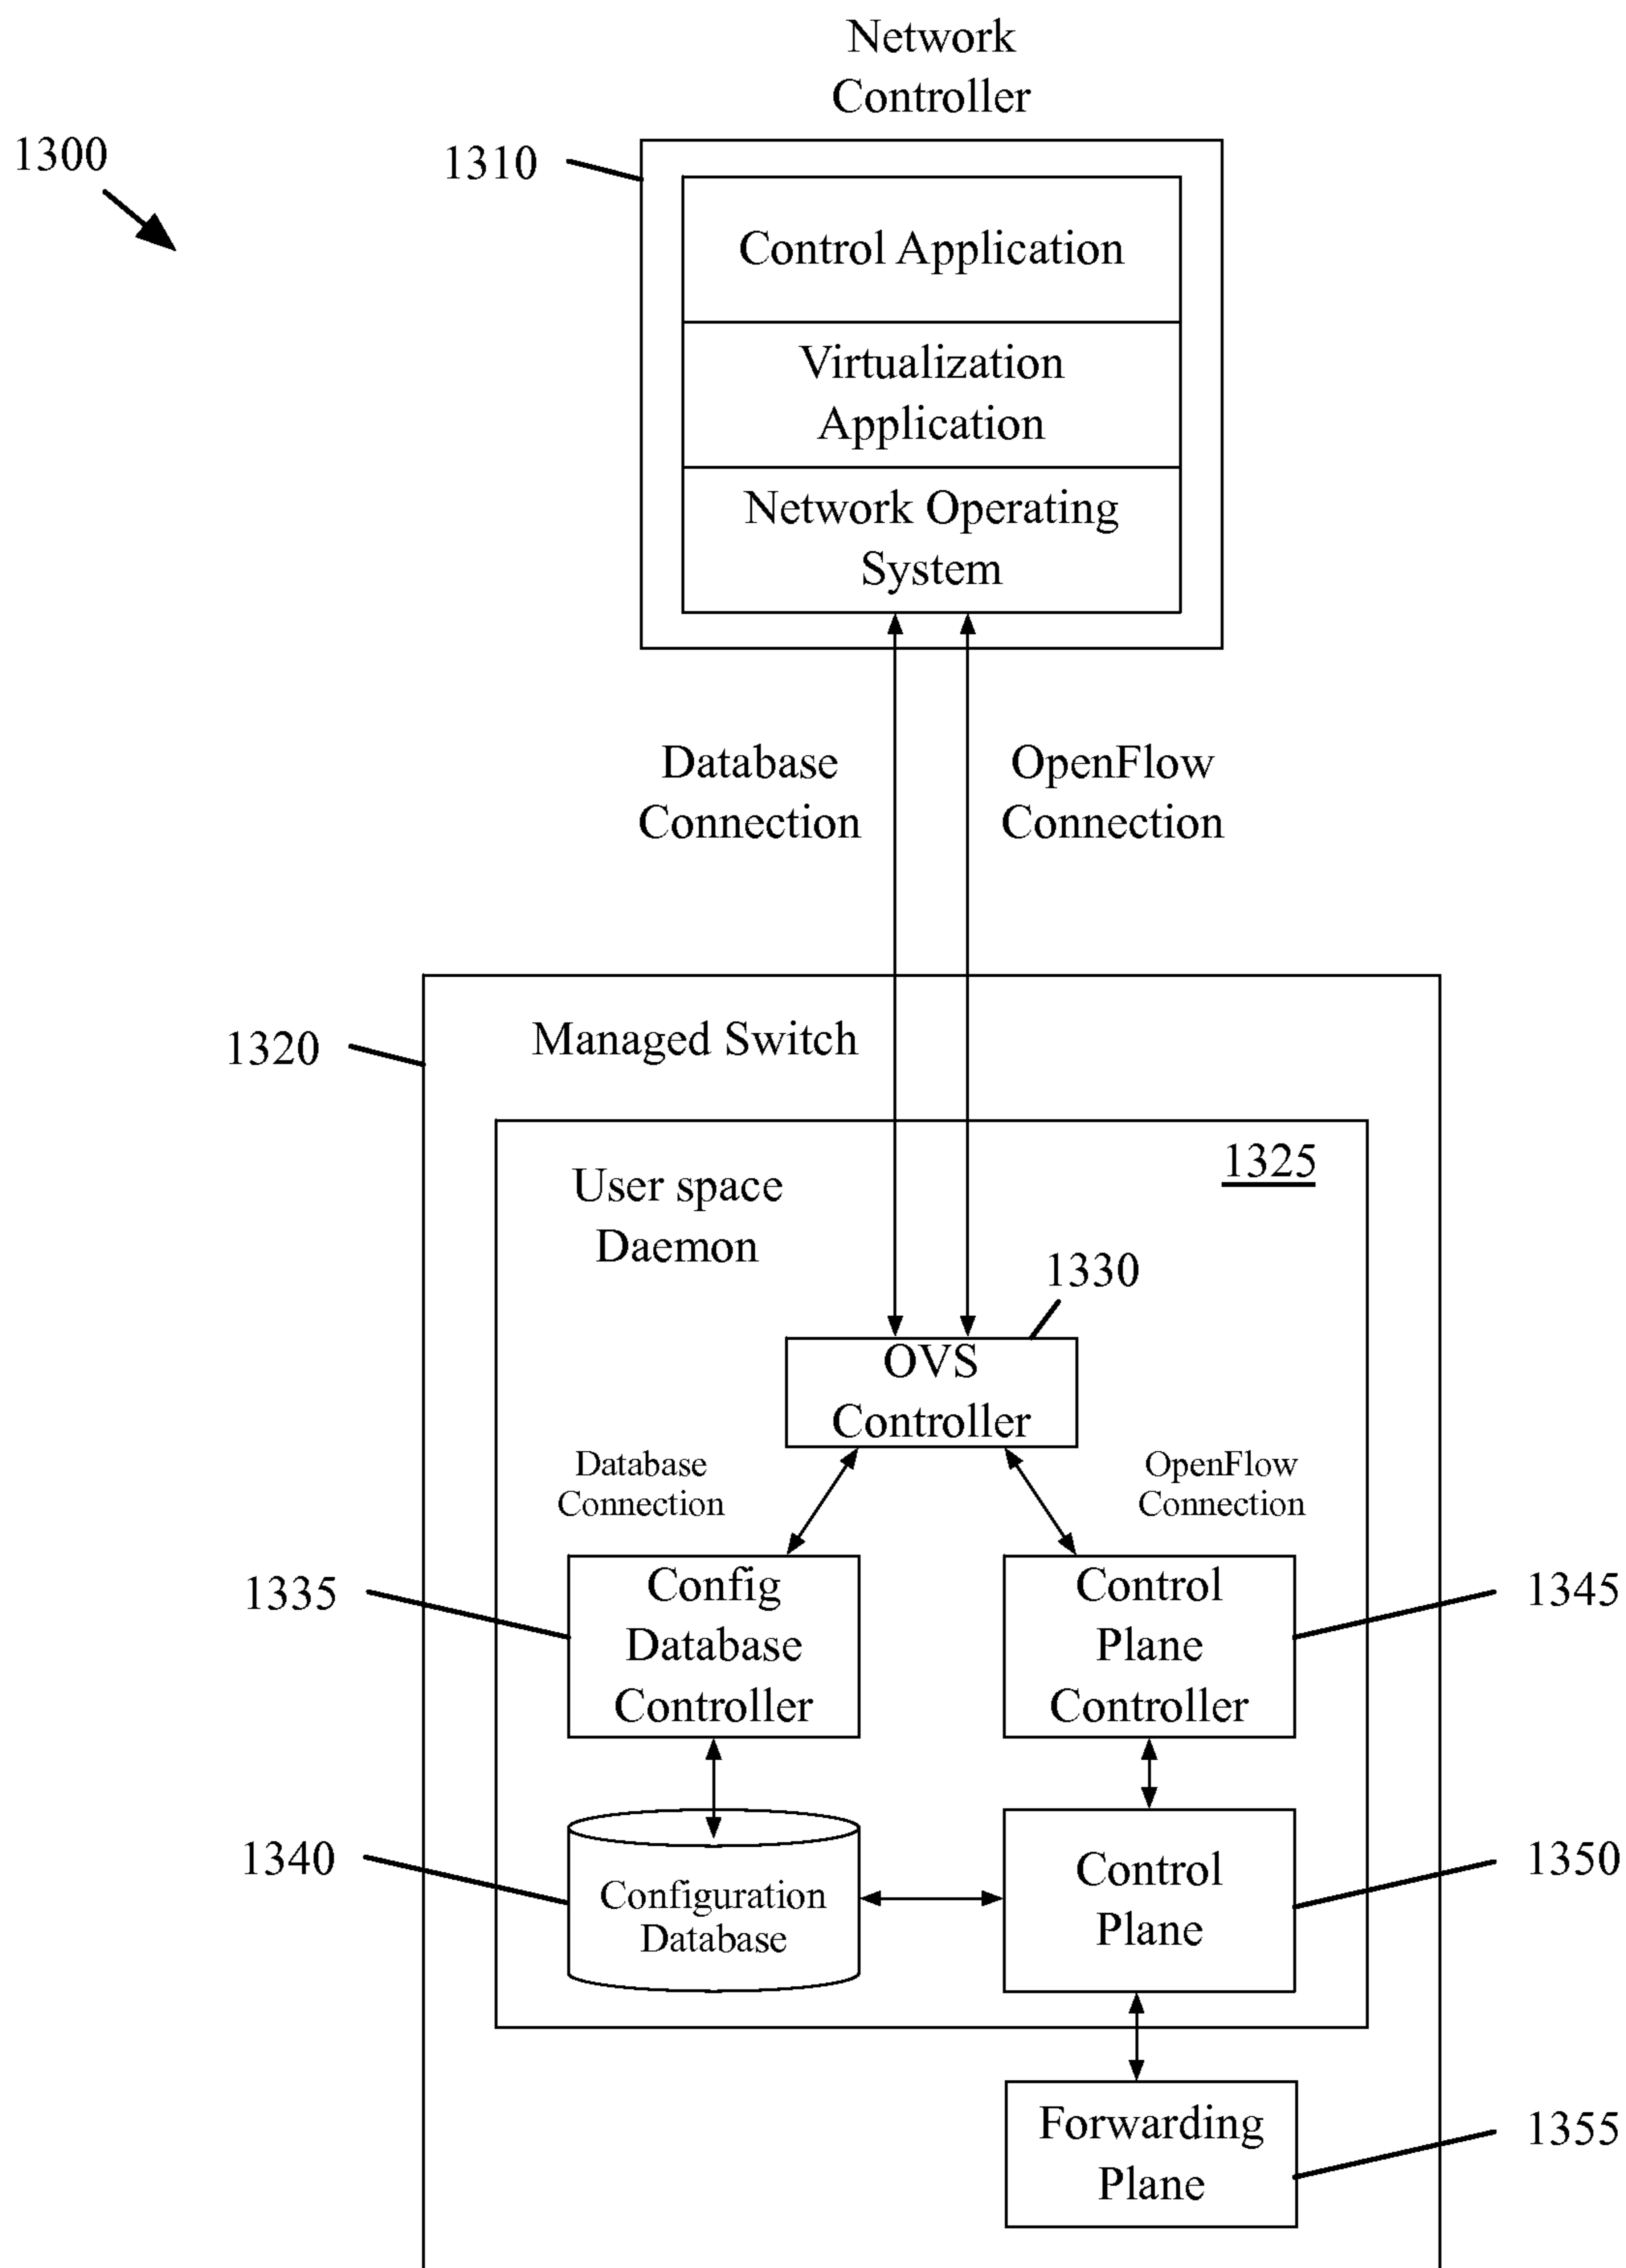 Network
Controller
1300
1310
Control Application
Virtualization
Application
Network Operating
System
Database
Connection
OpenFlow
Connection
1320
Managed Switch
1325
User space
Daemon
1330
OVS
Controller
Database
Connection
OpenFlow
Connection
1335
Config
Database
Controller
Control
Plane
Controller
1345
1340
Configuration
Database
Control
Plane
1350
Forwarding
Plane
1355